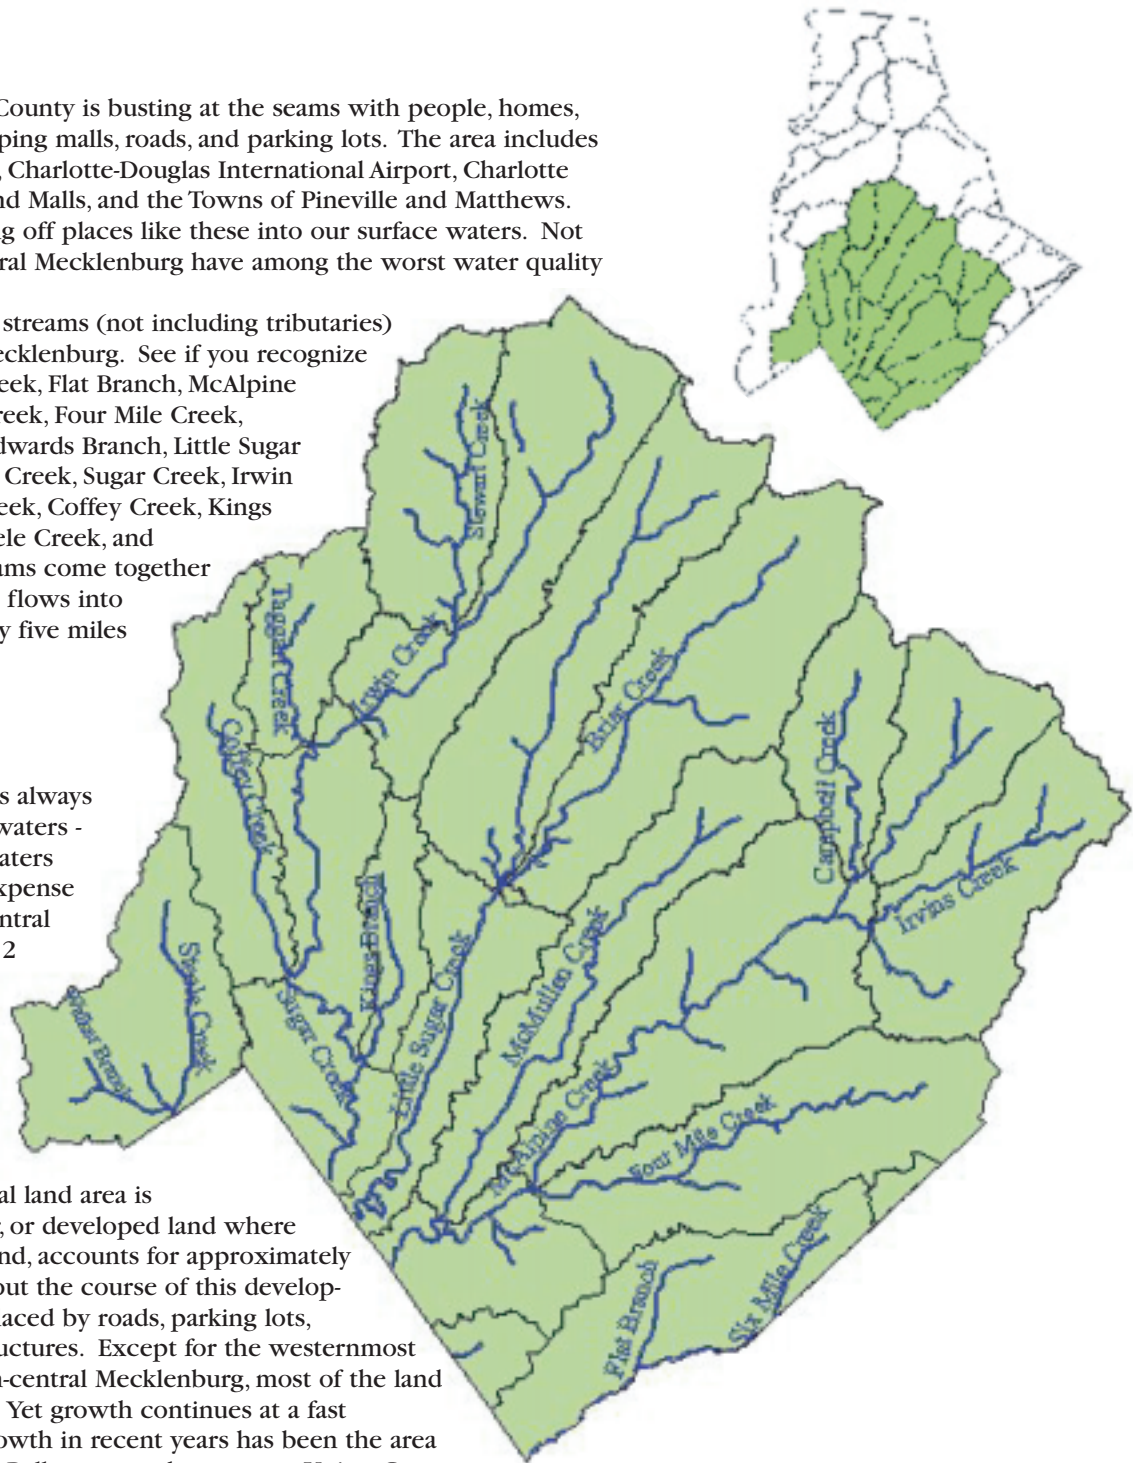 County is busting at the seams with people, homes,
ping malls, roads, and parking lots. The area includes
, Charlotte-Douglas International Airport, Charlotte
nd Malls, and the Towns of Pineville and Matthews.
g off places like these into our surface waters. Not
ral Mecklenburg have among the worst water quality
streams (not including tributaries)
ecklenburg. See if you recognize
eek, Flat Branch, McAlpine
reek, Four Mile Creek,
dwards Branch, Little Sugar
Creek, Sugar Creek, Irwin
eek, Coffey Creek, Kings
ele Creek, and
ms come together
flows into
y five miles
s always
waters -
aters
xpense
ntral
2
al land area is
, or developed land where
nd, accounts for approximately
out the course of this develop-
laced by roads, parking lots,
uctures. Except for the westernmost
n-central Mecklenburg, most of the land
Yet growth continues at a fast
owth in recent years has been the area
Stewart Creek
Taggart Creek
Irwin Creek
Briar Creek
Coffey Creek
Campbell Creek
Irvins Creek
Kings Branch
Steele Creek
Branch
Sugar Creek
Little Sugar Creek
McMullen Creek
McAlpine Creek
Four Mile Creek
Flat Branch
Six Mile Creek